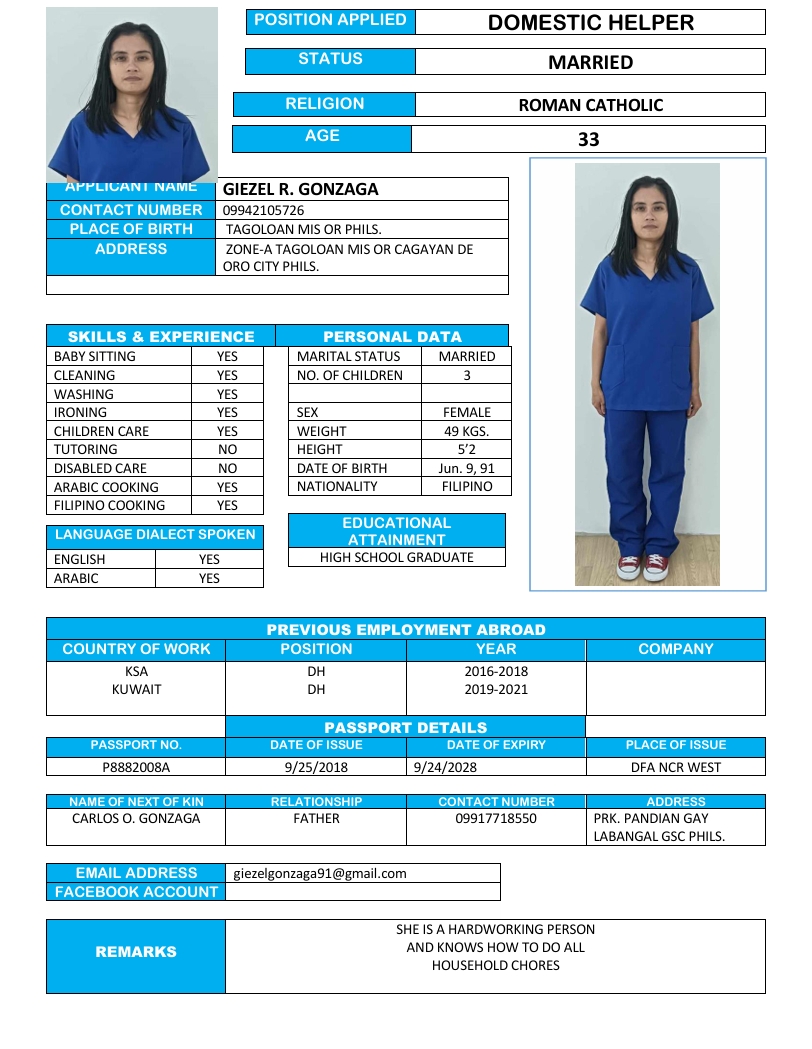 POSITION APPLIED DOMESTIC HELPER
STATUS MARRIED
RELIGION ROMAN CATHOLIC
AGE 33
APPLICANT NAME GIEZEL R. GONZAGA
CONTACT NUMBER 09942105726
PLACE OF BIRTH TAGOLOAN MIS OR PHILS.
ADDRESS ZONE-A TAGOLOAN MIS OR CAGAYAN DE
ORO CITY PHILS.
SKILLS & EXPERIENCE PERSONAL DATA
BABY SITTING YES MARITAL STATUS MARRIED
CLEANING YES NO. OF CHILDREN 3
WASHING YES
IRONING YES SEX FEMALE
CHILDREN CARE YES WEIGHT 49 KGS.
TUTORING NO HEIGHT 5’2
DISABLED CARE NO DATE OF BIRTH Jun. 9, 91
ARABIC COOKING YES NATIONALITY FILIPINO
FILIPINO COOKING YES
LANGUAGE DIALECT SPOKEN
ENGLISH YES
ARABIC YES
EDUCATIONAL
ATTAINMENT
HIGH SCHOOL GRADUATE
PREVIOUS EMPLOYMENT ABROAD
COUNTRY OF WORK POSITION YEAR COMPANY
KSA DH 2016-2018
KUWAIT DH 2019-2021
PASSPORT DETAILS
PASSPORT NO. DATE OF ISSUE DATE OF EXPIRY PLACE OF ISSUE
P8882008A 9/25/2018 9/24/2028 DFA NCR WEST
NAME OF NEXT OF KIN RELATIONSHIP CONTACT NUMBER ADDRESS
CARLOS O. GONZAGA FATHER 09917718550 PRK. PANDIAN GAY
LABANGAL GSC PHILS.
EMAIL ADDRESS giezelgonzaga91@gmail.com
FACEBOOK ACCOUNT
REMARKS
SHE IS A HARDWORKING PERSON
AND KNOWS HOW TO DO ALL
HOUSEHOLD CHORES